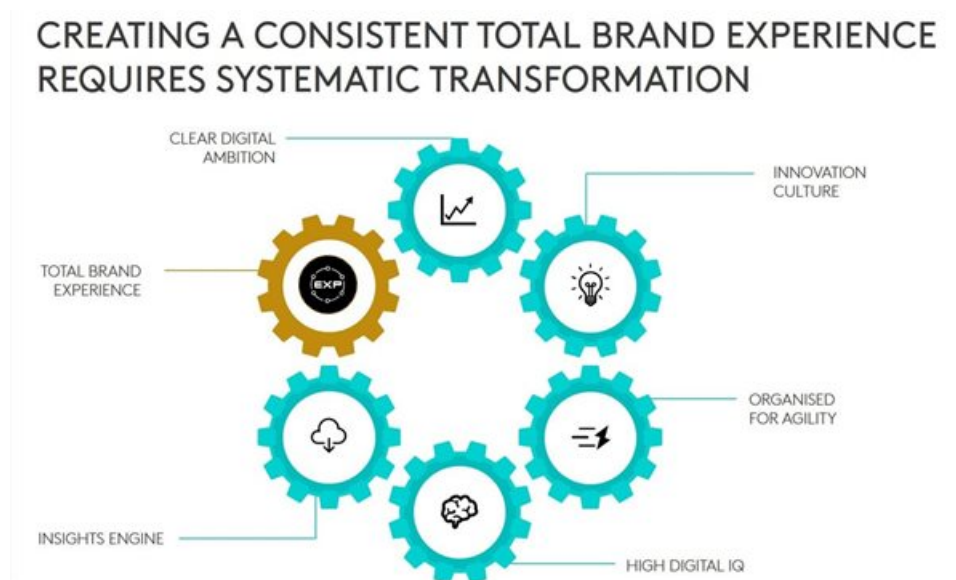 CREATING A CONSISTENT TOTAL BRAND EXPERIENCE
REQUIRES SYSTEMATIC TRANSFORMATION
CLEAR DIGITAL
AMBITION
INNOVATION
CULTURE
TOTAL BRAND
EXPERIENCE
EXP
ORGANISED
FOR AGILITY
INSIGHTS ENGINE
HIGH DIGITAL IQ